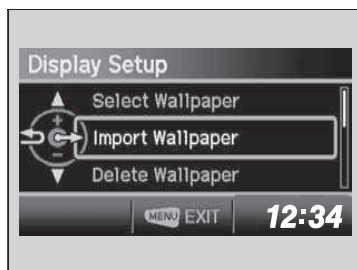 Display Setup
Select Wallpaper
Import Wallpaper
Delete Wallpaper
MENU EXIT 12:34